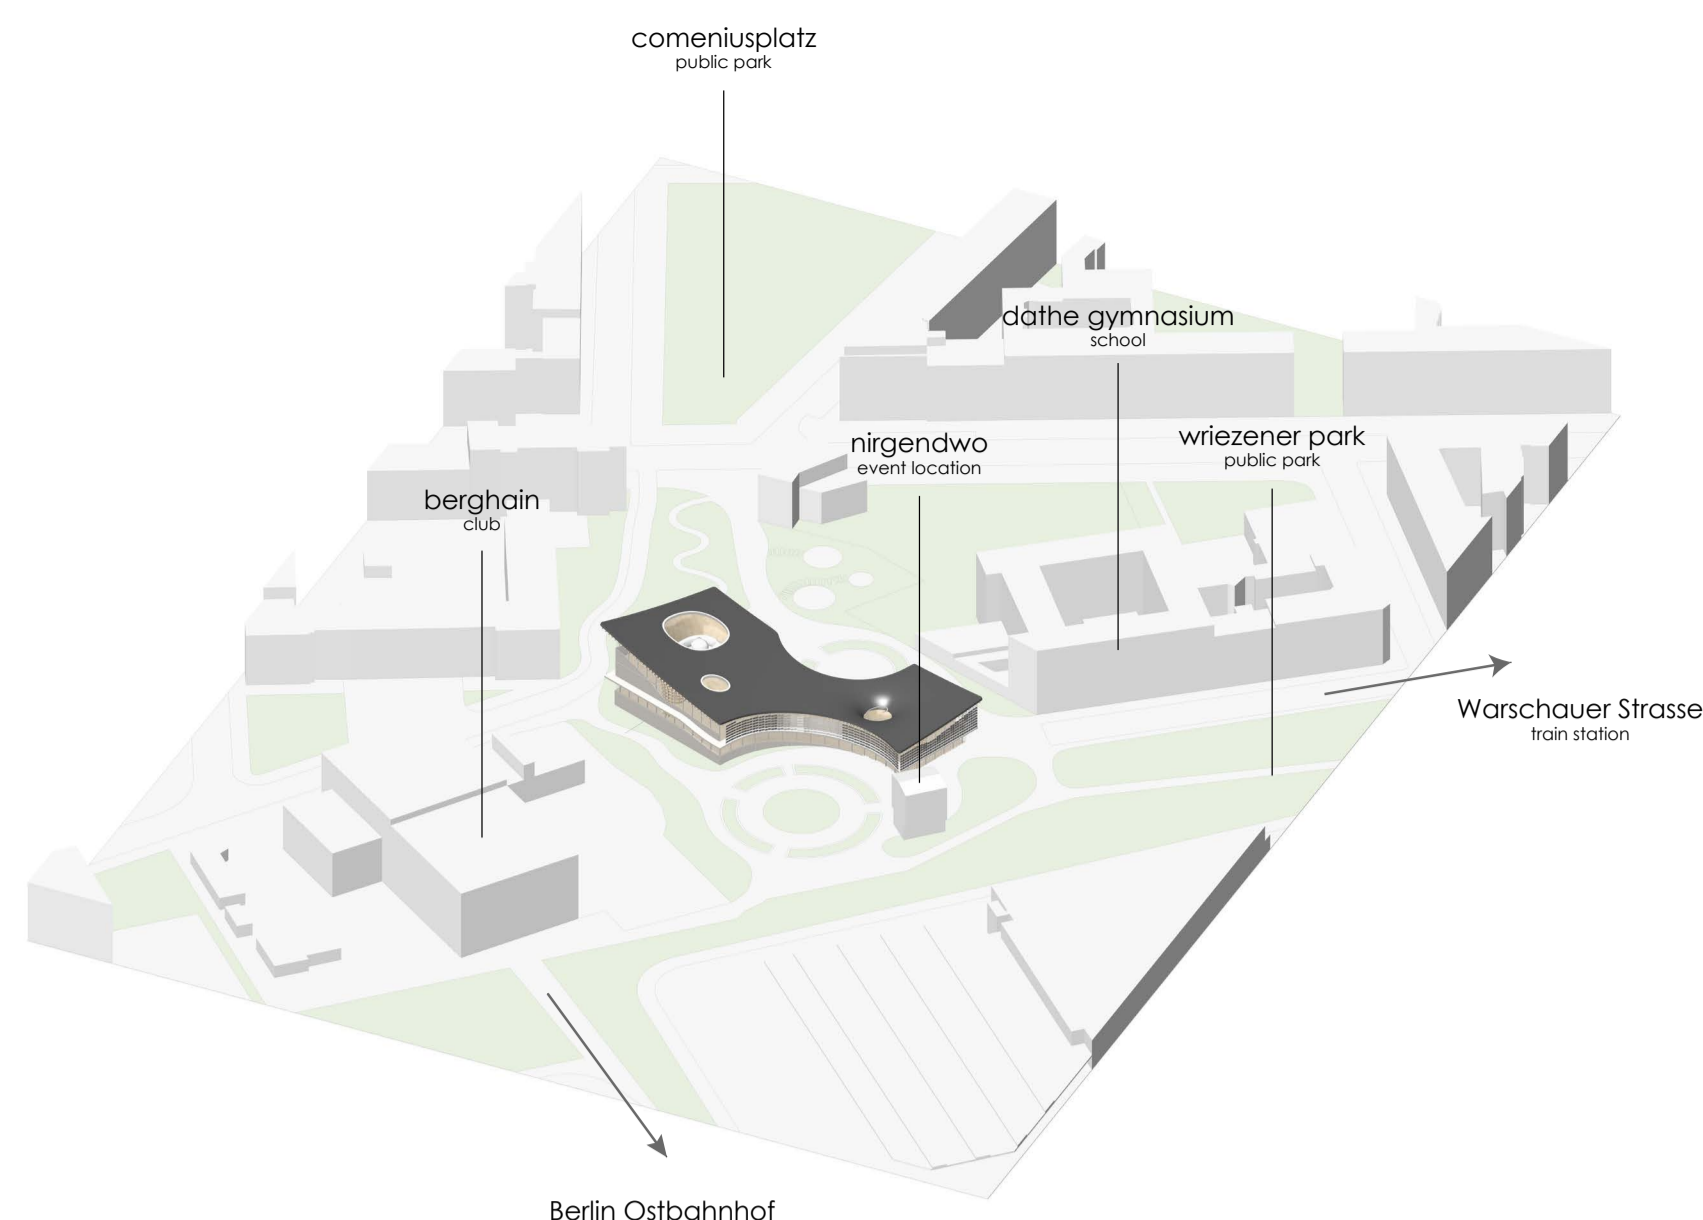 comeniusplatz
public park
dathe gymnasium
school
nirgendwo
event location
wriezener park
public park
berghain
club
Warschauer Strasse
train station
Berlin Ostbahnhof